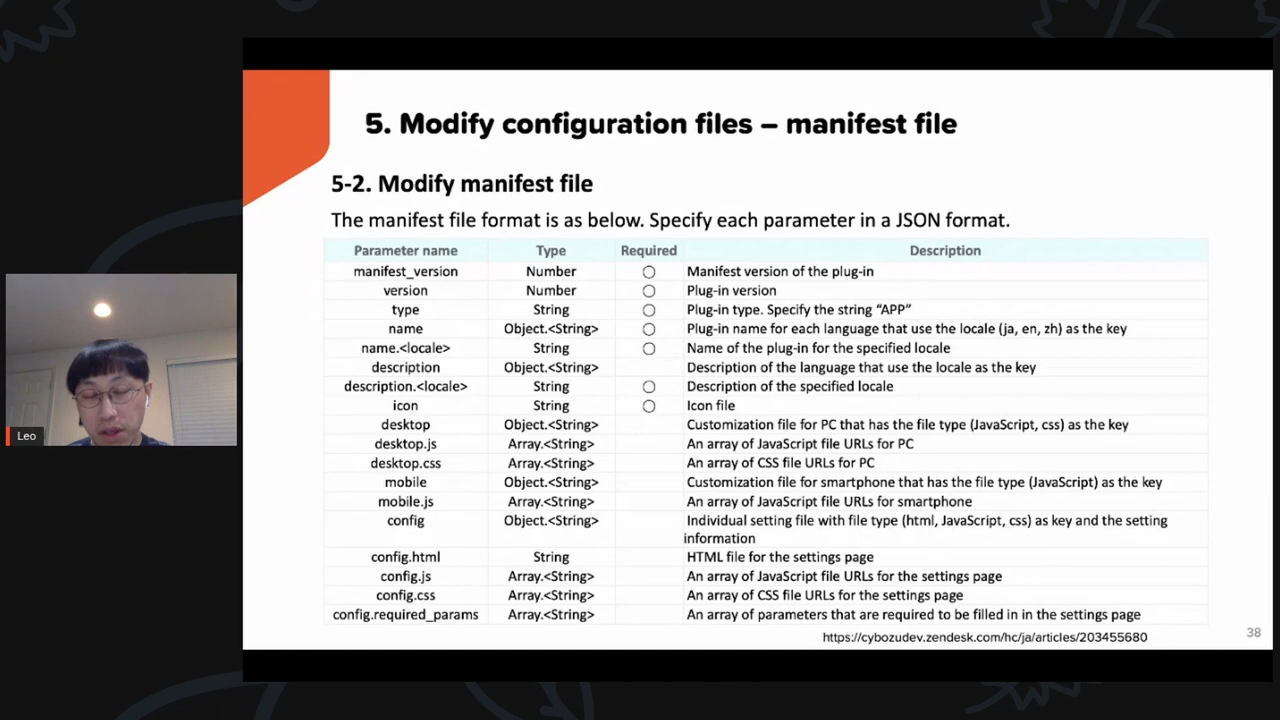 5. Modify configuration files – manifest file
5-2. Modify manifest file
The manifest file format is as below. Specify each parameter in a JSON format.
Parameter name Type Required Description
manifest_version Number ○ Manifest version of the plug-in
version Number ○ Plug-in version
type String ○ Plug-in type. Specify the string “APP”
name Object.<String> ○ Plug-in name for each language that use the locale (ja, en, zh) as the key
name.<locale> String ○ Name of the plug-in for the specified locale
description Object.<String> Description of the language that use the locale as the key
description.<locale> String ○ Description of the specified locale
icon String ○ Icon file
desktop Object.<String> Customization file for PC that has the file type (JavaScript, css) as the key
desktop.js Array.<String> An array of JavaScript file URLs for PC
desktop.css Array.<String> An array of CSS file URLs for PC
mobile Object.<String> Customization file for smartphone that has the file type (JavaScript) as the key
mobile.js Array.<String> An array of JavaScript file URLs for smartphone
config Object.<String> Individual setting file with file type (html, JavaScript, css) as key and the setting
information
config.html String HTML file for the settings page
config.js Array.<String> An array of JavaScript file URLs for the settings page
config.css Array.<String> An array of CSS file URLs for the settings page
config.required_params Array.<String> An array of parameters that are required to be filled in in the settings page
https://cybozudev.zendesk.com/hc/ja/articles/203455680
38
Leo